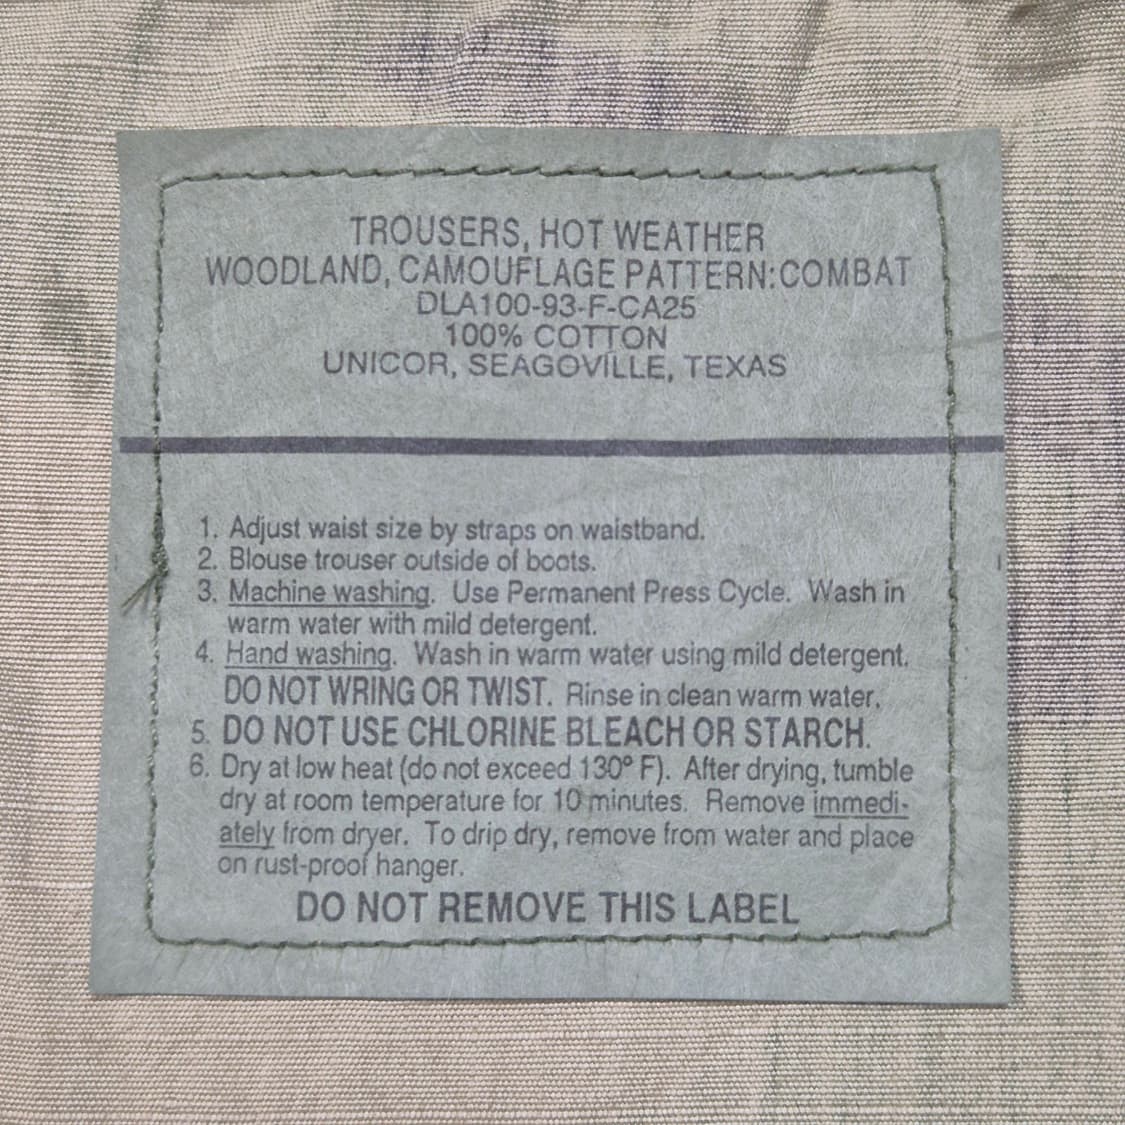 TROUSERS, HOT WEATHER
WOODLAND, CAMOUFLAGE PATTERN:COMBAT
DLA100-93-F-CA25
100% COTTON
UNICOR, SEAGOVILLE, TEXAS
1. Adjust waist size by straps on waistband.
2. Blouse trouser outside of boots.
3. Machine washing. Use Permanent Press Cycle. Wash in
warm water with mild detergent.
4. Hand washing. Wash in warm water using mild detergent.
DO NOT WRING OR TWIST. Rinse in clean warm water.
5. DO NOT USE CHLORINE BLEACH OR STARCH.
6. Dry at low heat (do not exceed 130° F). After drying, tumble
dry at room temperature for 10 minutes. Remove immedi-
ately from dryer. To drip dry, remove from water and place
on rust-proof hanger.
DO NOT REMOVE THIS LABEL